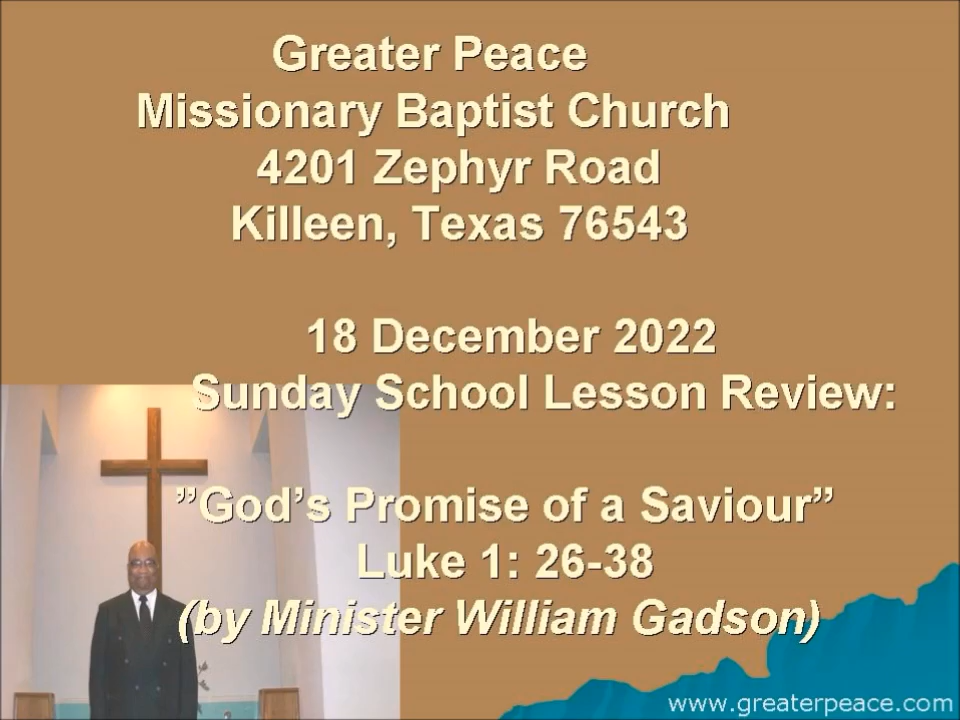 Greater Peace
Missionary Baptist Church
4201 Zephyr Road
Killeen, Texas 76543
18 December 2022
Sunday School Lesson Review:
”God’s Promise of a Saviour”
Luke 1: 26-38
(by Minister William Gadson)
www.greaterpeace.com